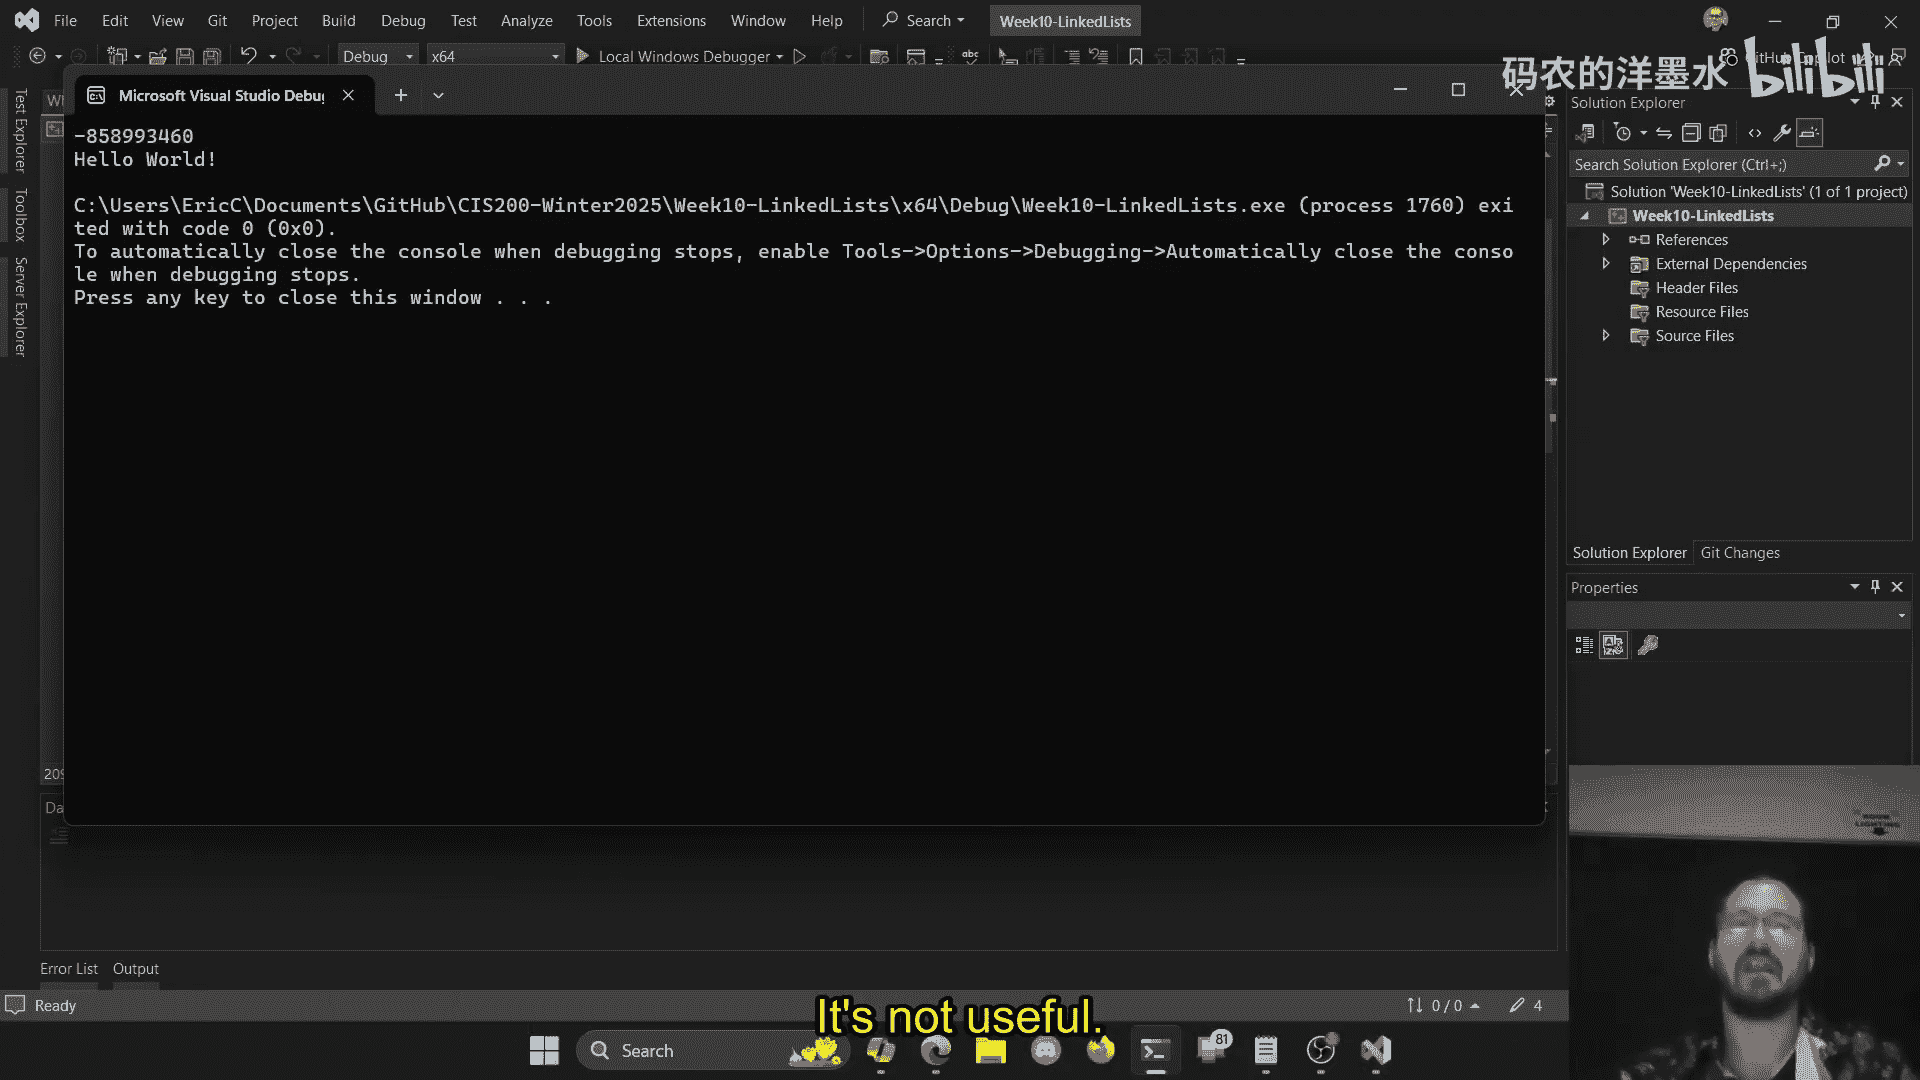 File Edit View Git Project Build Debug Test Analyze Tools Extensions Window Help Search Week10-LinkedLists
Debug x64 Local Windows Debugger GitHub Copilot
码农的洋墨水 bilibili
Microsoft Visual Studio Debug
-858993460
Hello World!
C:\Users\EricC\Documents\GitHub\CIS200-Winter2025\Week10-LinkedLists\x64\Debug\Week10-LinkedLists.exe (process 1760) exi
ted with code 0 (0x0).
To automatically close the console when debugging stops, enable Tools->Options->Debugging->Automatically close the conso
le when debugging stops.
Press any key to close this window . . .
Test Explorer
Toolbox
Server Explorer
Solution Explorer
Search Solution Explorer (Ctrl+;)
Solution 'Week10-LinkedLists' (1 of 1 project)
Week10-LinkedLists
References
External Dependencies
Header Files
Resource Files
Source Files
Solution Explorer Git Changes
Properties
Error List Output
Ready 0 / 0 4
It's not useful.
Search 81